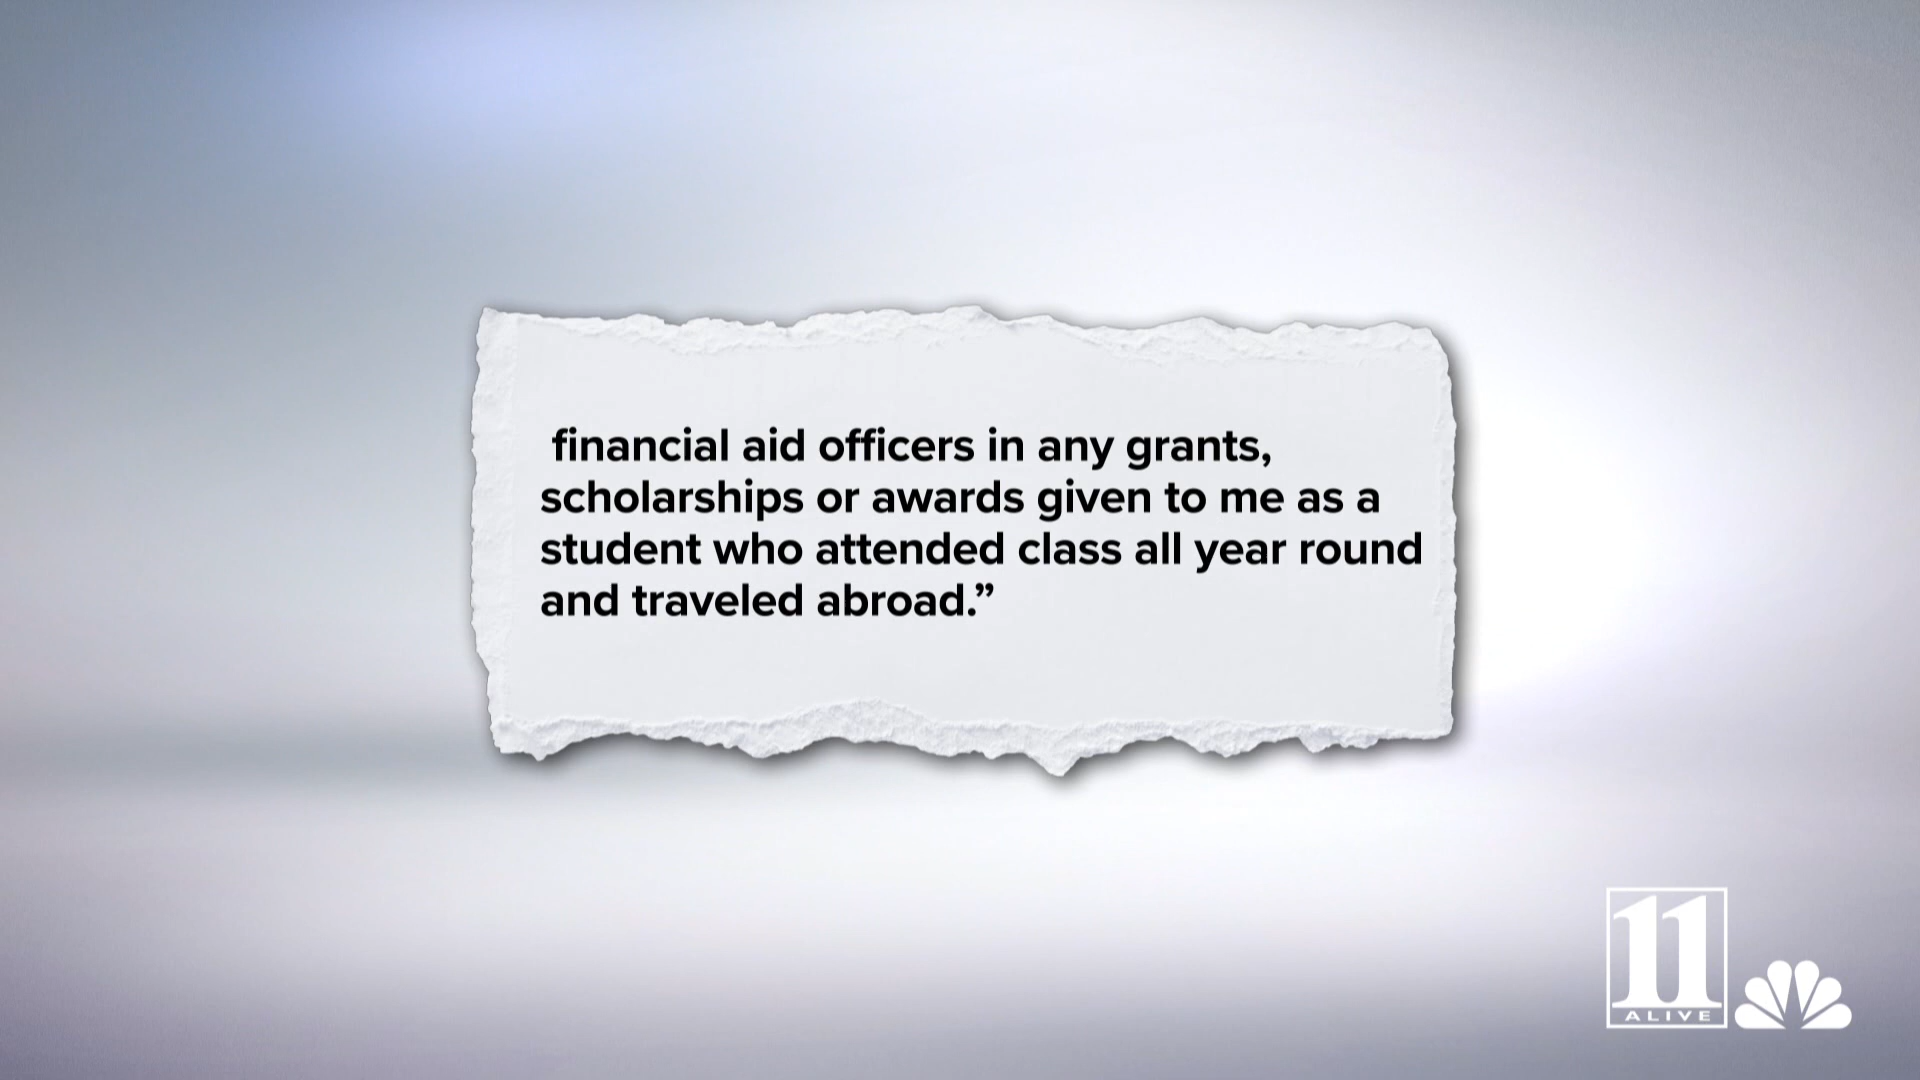 financial aid officers in any grants,
scholarships or awards given to me as a
student who attended class all year round
and traveled abroad.”
11
ALIVE